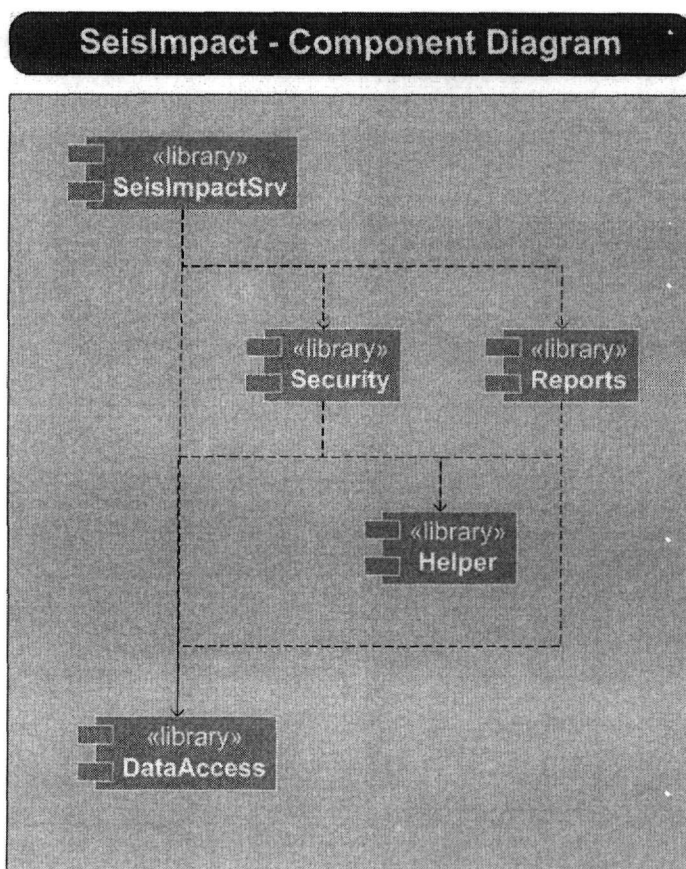 SeisImpact - Component Diagram
«library»
SeisImpactSrv
«library»
Security
«library»
Reports
«library»
Helper
«library»
DataAccess